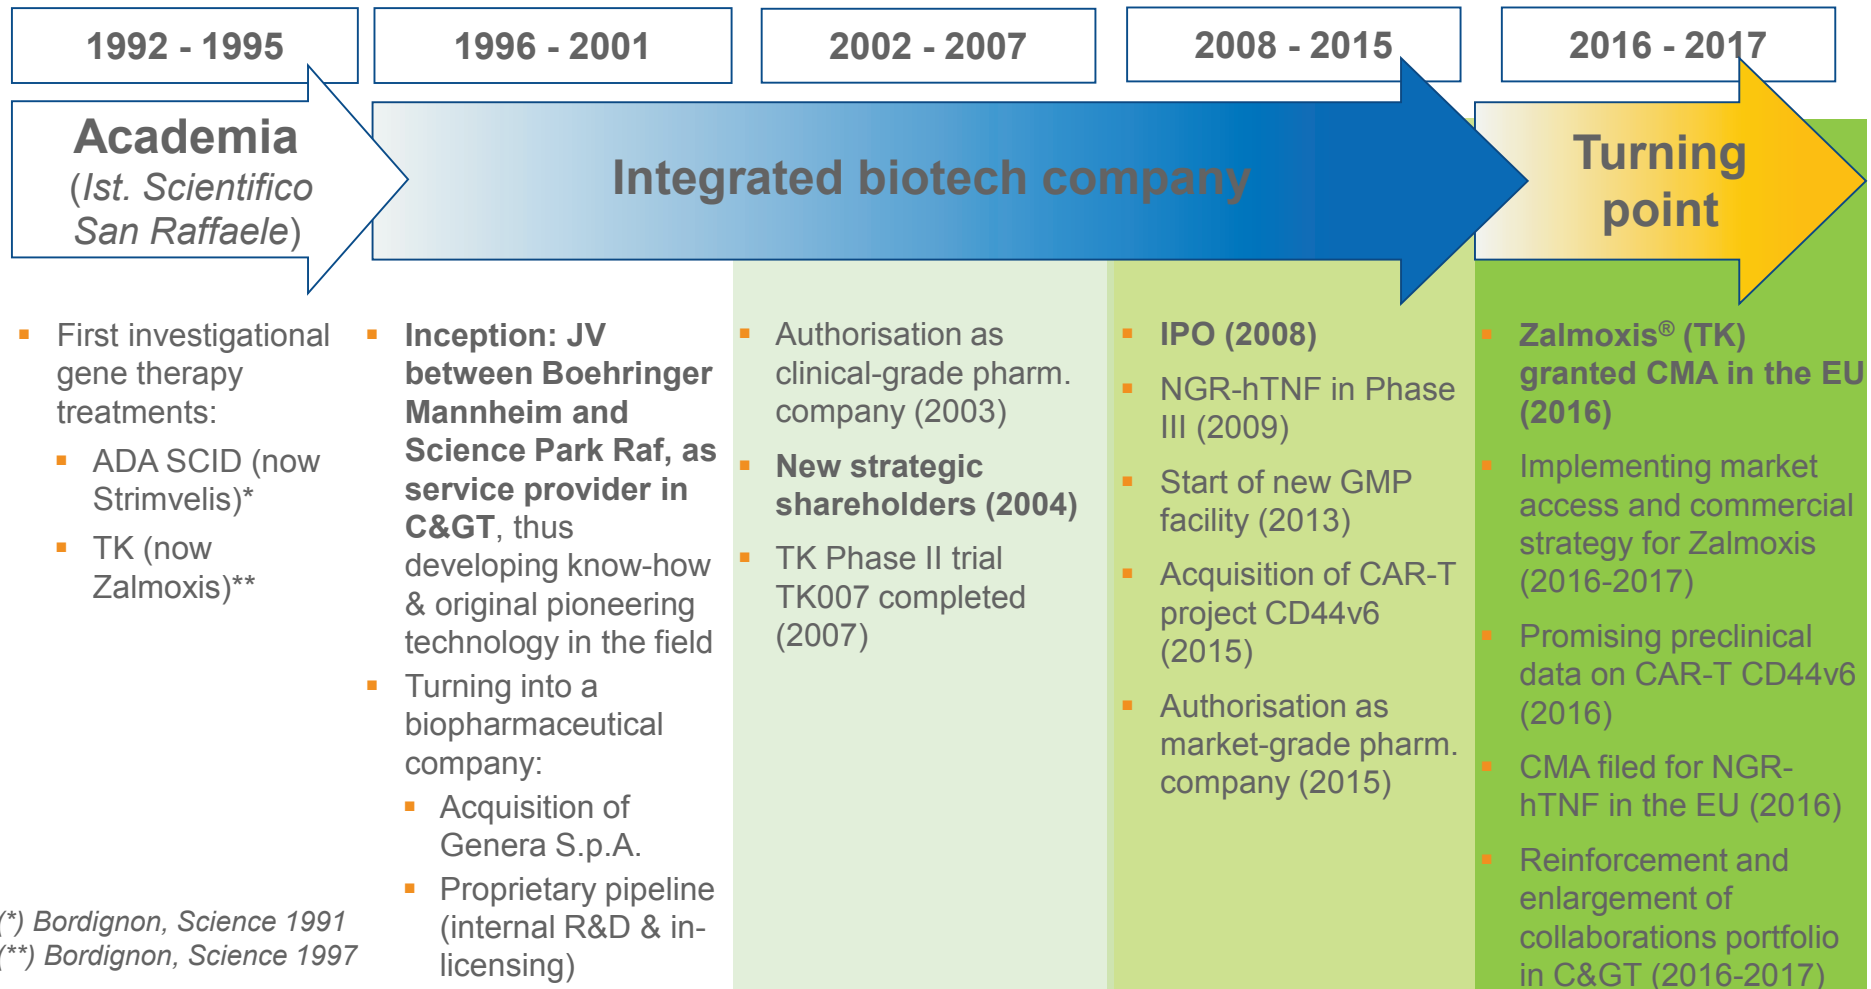 1992 - 1995
1996 - 2001
2002 - 2007
2008 - 2015
2016 - 2017
Academia
(Ist. Scientifico
San Raffaele)
Integrated biotech company
Turning
point
▪ First investigational
gene therapy
treatments:
▪ ADA SCID (now
Strimvelis)*
▪ TK (now
Zalmoxis)**
(*) Bordignon, Science 1991
(**) Bordignon, Science 1997
▪ Inception: JV
between Boehringer
Mannheim and
Science Park Raf, as
service provider in
C&GT, thus
developing know-how
& original pioneering
technology in the field
▪ Turning into a
biopharmaceutical
company:
▪ Acquisition of
Genera S.p.A.
▪ Proprietary pipeline
(internal R&D & in-
licensing)
▪ Authorisation as
clinical-grade pharm.
company (2003)
▪ New strategic
shareholders (2004)
▪ TK Phase II trial
TK007 completed
(2007)
▪ IPO (2008)
▪ NGR-hTNF in Phase
III (2009)
▪ Start of new GMP
facility (2013)
▪ Acquisition of CAR-T
project CD44v6
(2015)
▪ Authorisation as
market-grade pharm.
company (2015)
▪ Zalmoxis® (TK)
granted CMA in the EU
(2016)
▪ Implementing market
access and commercial
strategy for Zalmoxis
(2016-2017)
▪ Promising preclinical
data on CAR-T CD44v6
(2016)
▪ CMA filed for NGR-
hTNF in the EU (2016)
▪ Reinforcement and
enlargement of
collaborations portfolio
in C&GT (2016-2017)